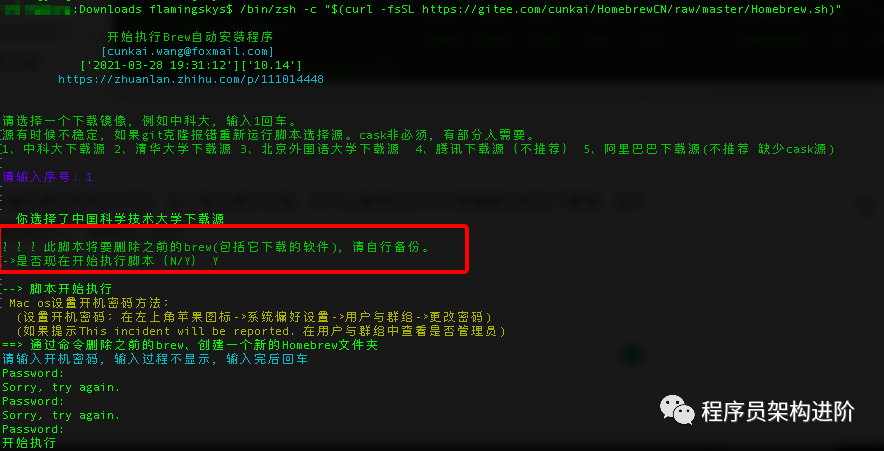 :Downloads flamingskys$ /bin/zsh -c "$(curl -fsSL https://gitee.com/cunkai/HomebrewCN/raw/master/Homebrew.sh)"
开始执行Brew自动安装程序
[cunkai.wang@foxmail.com]
['2021-03-28 19:31:12']['10.14']
https://zhuanlan.zhihu.com/p/111014448
请选择一个下载镜像，例如中科大，输入1回车。
源有时候不稳定，如果git克隆报错重新运行脚本选择源。cask非必须，有部分人需要。
1、中科大下载源 2、清华大学下载源 3、北京外国语大学下载源 4、腾讯下载源（不推荐） 5、阿里巴巴下载源(不推荐 缺少cask源)
请输入序号: 1
你选择了中国科学技术大学下载源
！！！此脚本将要删除之前的brew(包括它下载的软件)，请自行备份。
->是否现在开始执行脚本（N/Y） Y
--> 脚本开始执行
Mac os设置开机密码方法：
(设置开机密码：在左上角苹果图标->系统偏好设置->用户与群组->更改密码)
(如果提示This incident will be reported. 在用户与群组中查看是否管理员)
==> 通过命令删除之前的brew、创建一个新的Homebrew文件夹
请输入开机密码，输入过程不显示，输入完后回车
Password:
Sorry, try again.
Password:
Sorry, try again.
Password:
开始执行
程序员架构进阶